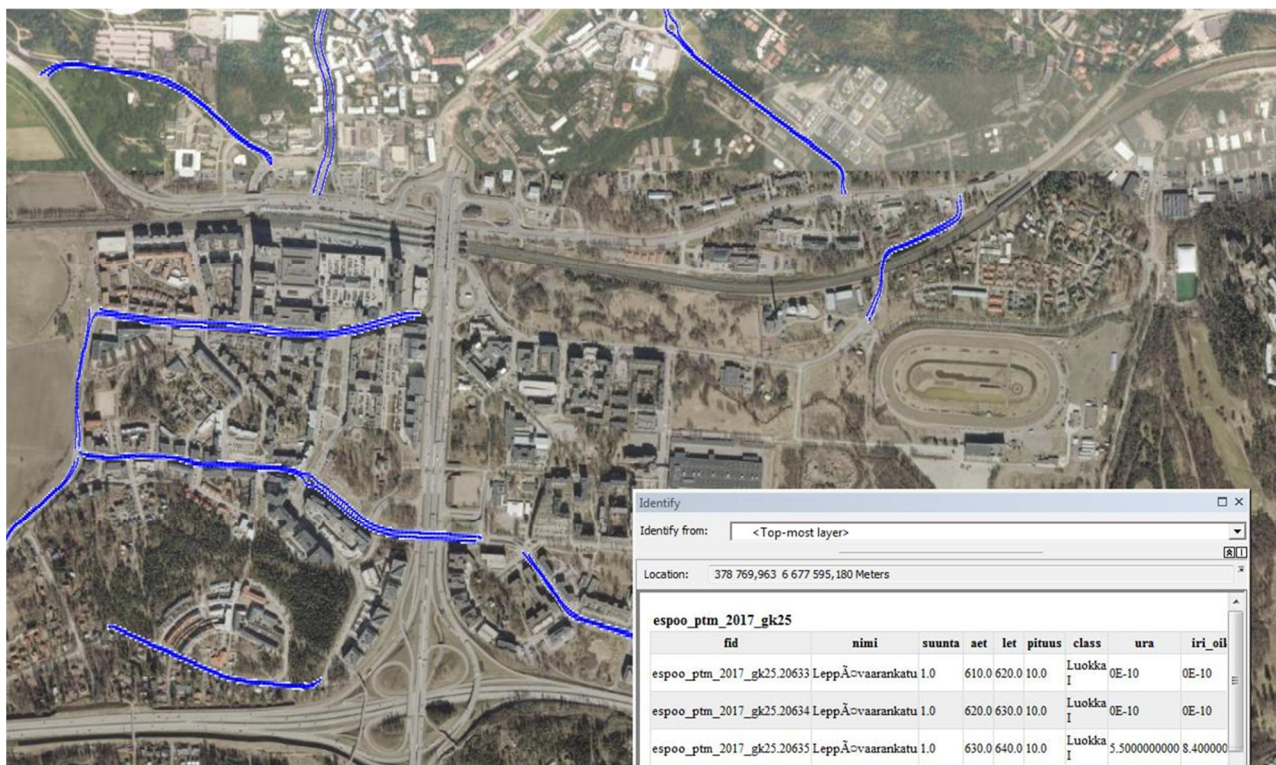 Identify
Identify from: <Top-most layer>
Location: 378 769,963 6 677 595,180 Meters
espoo_ptm_2017_gk25
fid nimi suunta aet let pituus class ura iri_oik
espoo_ptm_2017_gk25.20633 LeppÃ¤vaarankatu 1.0 610.0 620.0 10.0 Luokka I 0E-10 0E-10
espoo_ptm_2017_gk25.20634 LeppÃ¤vaarankatu 1.0 620.0 630.0 10.0 Luokka I 0E-10 0E-10
espoo_ptm_2017_gk25.20635 LeppÃ¤vaarankatu 1.0 630.0 640.0 10.0 Luokka I 5.5000000000 8.400000